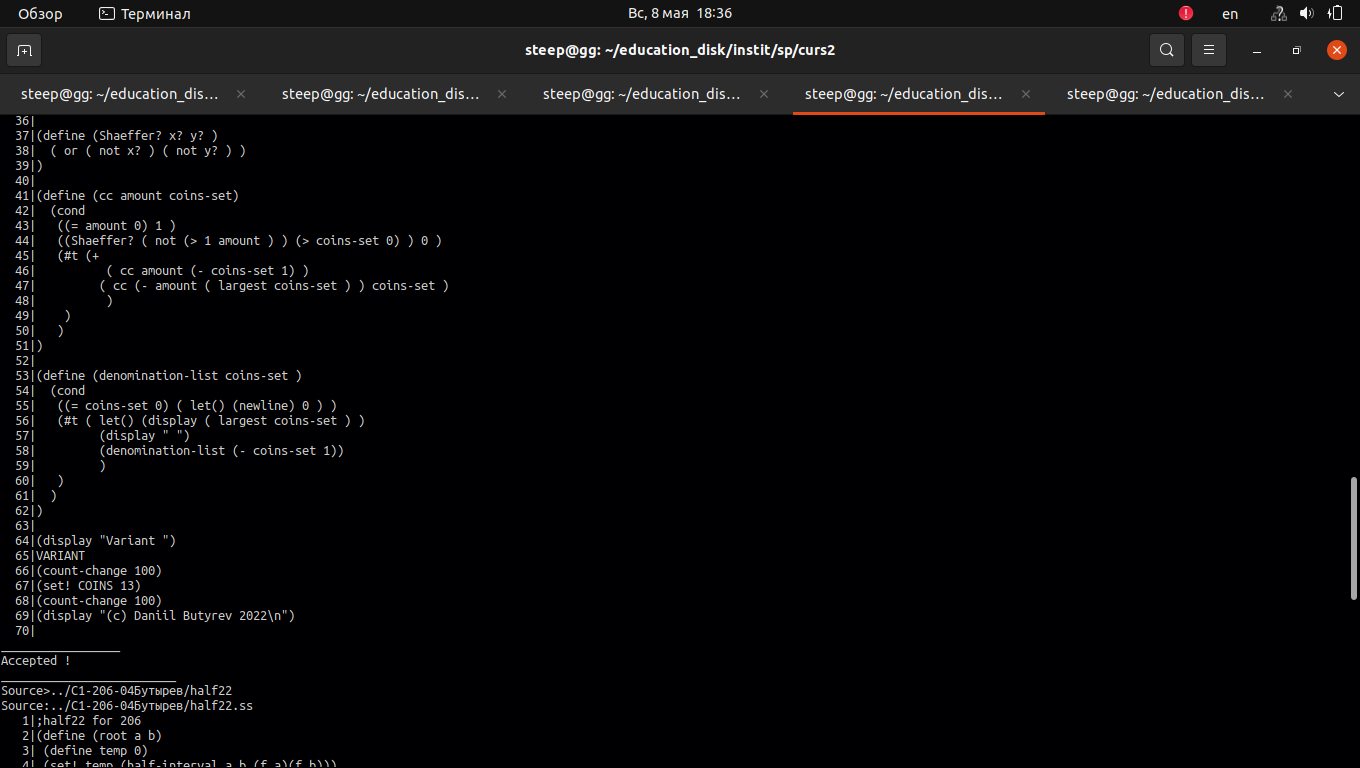 Обзор Терминал Вс, 8 мая 18:36 en
steep@gg: ~/education_disk/instit/sp/curs2
steep@gg: ~/education_dis… steep@gg: ~/education_dis… steep@gg: ~/education_dis… steep@gg: ~/education_dis… steep@gg: ~/education_dis…
36|
37|(define (Shaeffer? x? y? )
38|  ( or ( not x? ) ( not y? ) )
39|)
40|
41|(define (cc amount coins-set)
42|  (cond
43|   ((= amount 0) 1 )
44|   ((Shaeffer? ( not (> 1 amount ) ) (> coins-set 0) ) 0 )
45|   (#t (+
46|          ( cc amount (- coins-set 1) )
47|         ( cc (- amount ( largest coins-set ) ) coins-set )
48|          )
49|    )
50|   )
51|)
52|
53|(define (denomination-list coins-set )
54|  (cond
55|   ((= coins-set 0) ( let() (newline) 0 ) )
56|   (#t ( let() (display ( largest coins-set ) )
57|         (display " ")
58|         (denomination-list (- coins-set 1))
59|         )
60|   )
61|  )
62|)
63|
64|(display "Variant ")
65|VARIANT
66|(count-change 100)
67|(set! COINS 13)
68|(count-change 100)
69|(display "(c) Daniil Butyrev 2022\n")
70|
_________________
Accepted !
_________________________
Source>../C1-206-04Бутырев/half22
Source:../C1-206-04Бутырев/half22.ss
1|;half22 for 206
2|(define (root a b)
3| (define temp 0)
4| (set! temp (half-interval a b (f a)(f b)))